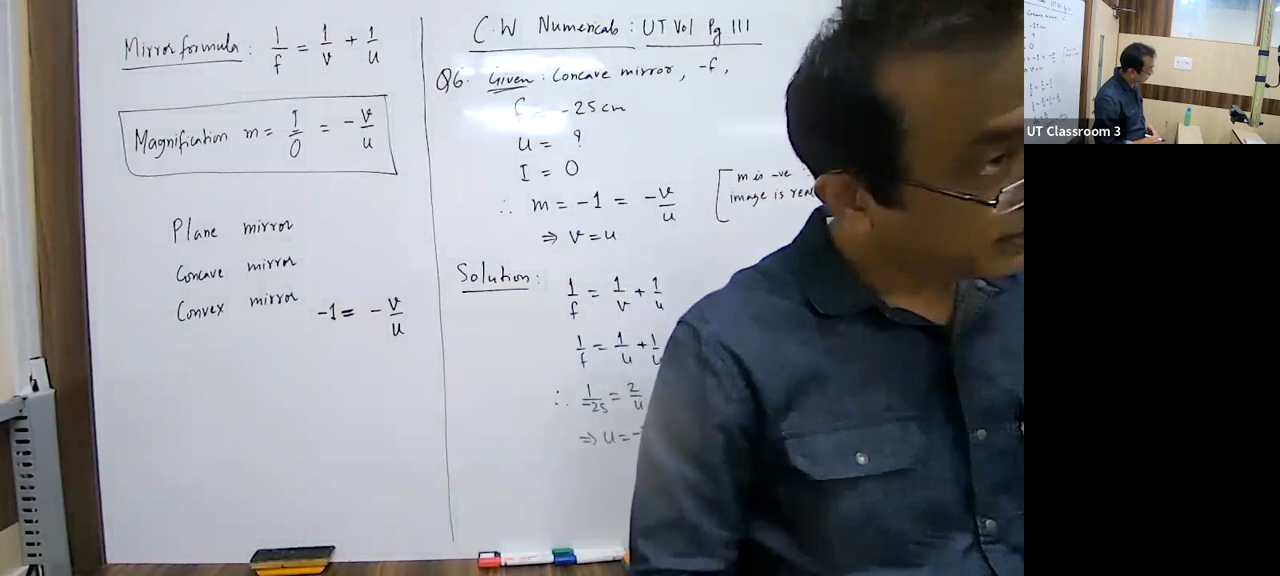 Mirror formula : 1/f = 1/v + 1/u
Magnification m = I/O = -v/u
Plane mirror
Concave mirror
Convex mirror
-1 = -v/u
C.W Numericals : UT Vol Pg 111
Q6. Given : Concave mirror, -f,
f = -25 cm
u = ?
I = O
∴ m = -1 = -v/u
[m is -ve
image is
⇒ v = u
Solution :
1/f = 1/v + 1/u
1/f = 1/u + 1/u
∴ 1/-25 = 2/u
⇒ u = -
UT Classroom 3